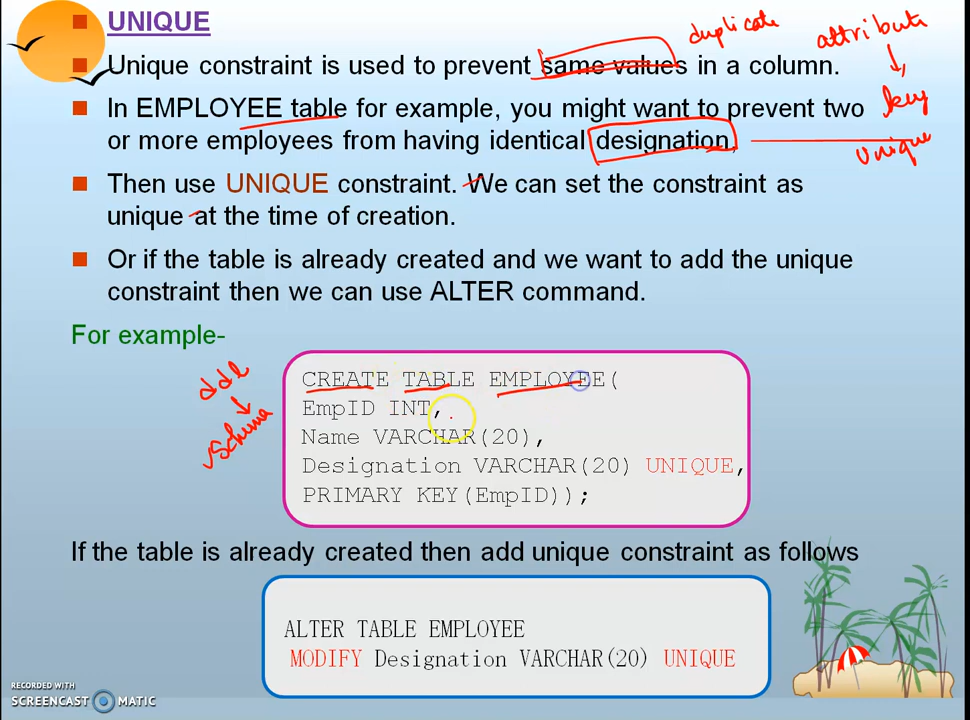 UNIQUE
duplicate
attribute
Unique constraint is used to prevent same values in a column.
key
In EMPLOYEE table for example, you might want to prevent two
or more employees from having identical designation,
unique
Then use UNIQUE constraint. We can set the constraint as
unique at the time of creation.
Or if the table is already created and we want to add the unique
constraint then we can use ALTER command.
For example-
ddl
schema
CREATE TABLE EMPLOYEE(
EmpID INT,
Name VARCHAR(20),
Designation VARCHAR(20) UNIQUE,
PRIMARY KEY(EmpID));
If the table is already created then add unique constraint as follows
ALTER TABLE EMPLOYEE
MODIFY Designation VARCHAR(20) UNIQUE
RECORDED WITH
SCREENCAST MATIC